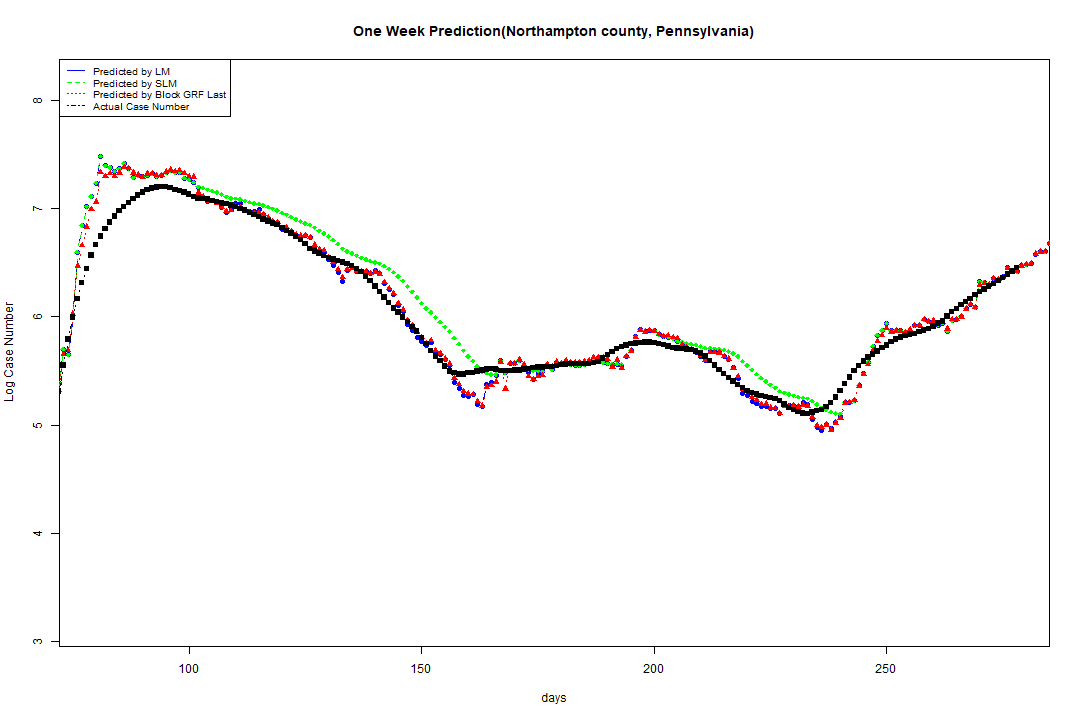 One Week Prediction(Northampton county, Pennsylvania)
Predicted by LM
Predicted by SLM
Predicted by Block GRF Last
Actual Case Number
8
7
6
5
4
3
Log Case Number
100 150 200 250
days